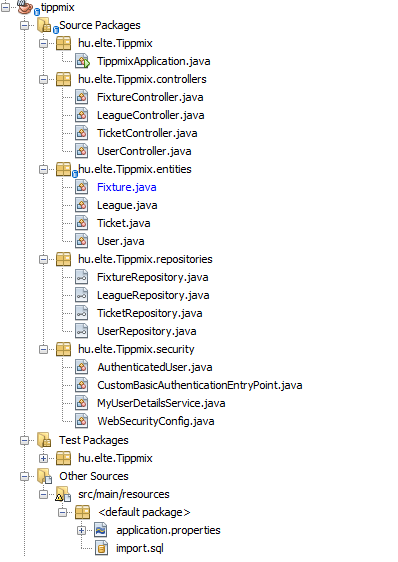 tippmix
Source Packages
hu.elte.Tippmix
TippmixApplication.java
hu.elte.Tippmix.controllers
FixtureController.java
LeagueController.java
TicketController.java
UserController.java
hu.elte.Tippmix.entities
Fixture.java
League.java
Ticket.java
User.java
hu.elte.Tippmix.repositories
FixtureRepository.java
LeagueRepository.java
TicketRepository.java
UserRepository.java
hu.elte.Tippmix.security
AuthenticatedUser.java
CustomBasicAuthenticationEntryPoint.java
MyUserDetailsService.java
WebSecurityConfig.java
Test Packages
hu.elte.Tippmix
Other Sources
src/main/resources
<default package>
application.properties
import.sql